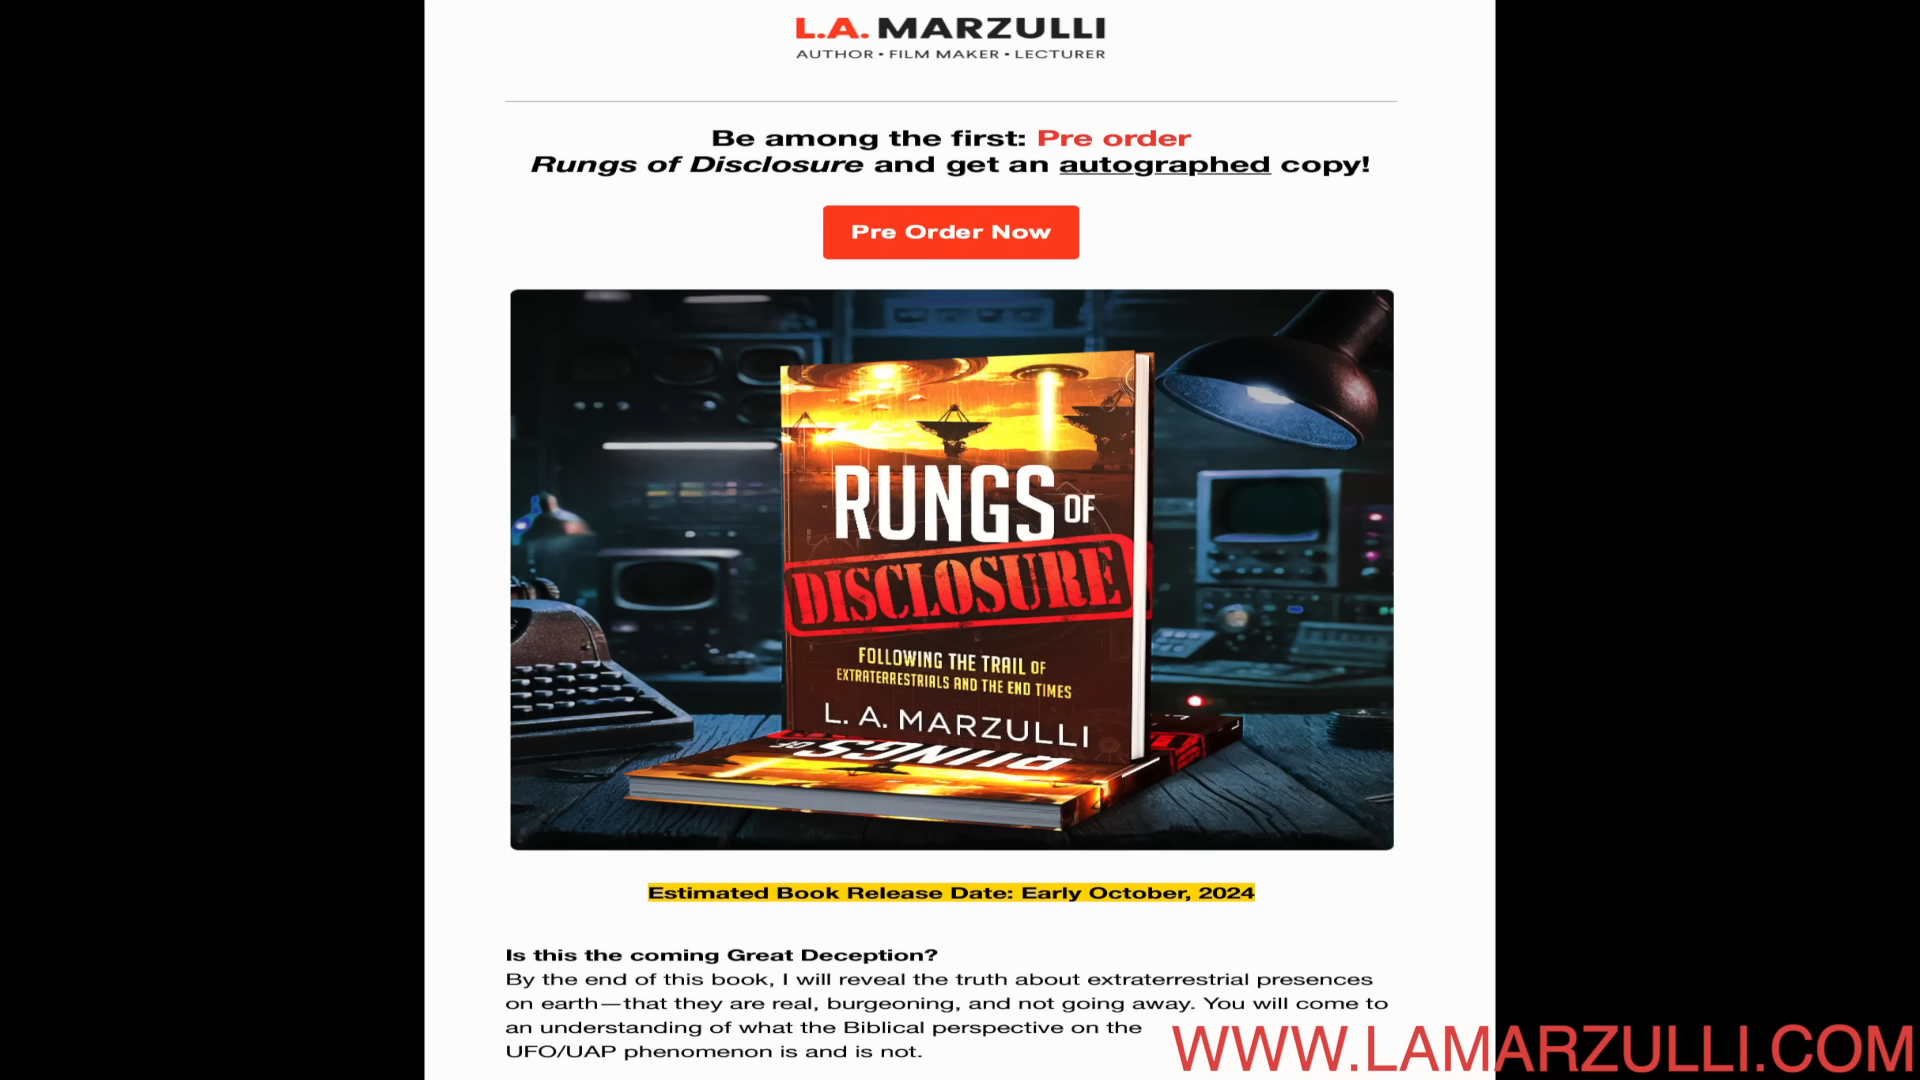 L.A. MARZULLI
AUTHOR • FILM MAKER • LECTURER
Be among the first: Pre order
Rungs of Disclosure and get an autographed copy!
Pre Order Now
RUNGS OF
DISCLOSURE
FOLLOWING THE TRAIL OF
EXTRATERRESTRIALS AND THE END TIMES
L. A. MARZULLI
RUNGS OF
Estimated Book Release Date: Early October, 2024
Is this the coming Great Deception?
By the end of this book, I will reveal the truth about extraterrestrial presences
on earth—that they are real, burgeoning, and not going away. You will come to
an understanding of what the Biblical perspective on the
UFO/UAP phenomenon is and is not.
WWW.LAMARZULLI.COM